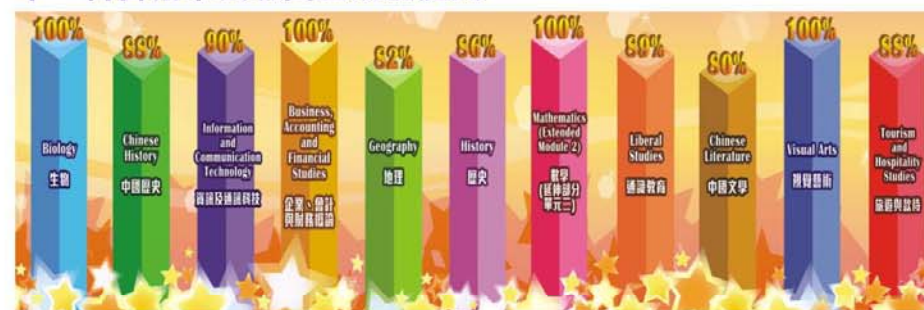 100%
Biology
生物
88%
Chinese
History
中國歷史
90%
Information
and
Communication
Technology
資訊及通訊科技
100%
Business,
Accounting
and
Financial
Studies
企業、會計
與財務概論
82%
Geography
地理
86%
History
歷史
100%
Mathematics
(Extended
Module 2)
數學
(延伸部分
單元二)
Liberal
Studies
通識教育
80%
Chinese
Literature
中國文學
100%
Visual Arts
視覺藝術
88%
Tourism
and
Hospitality
Studies
旅遊與款待